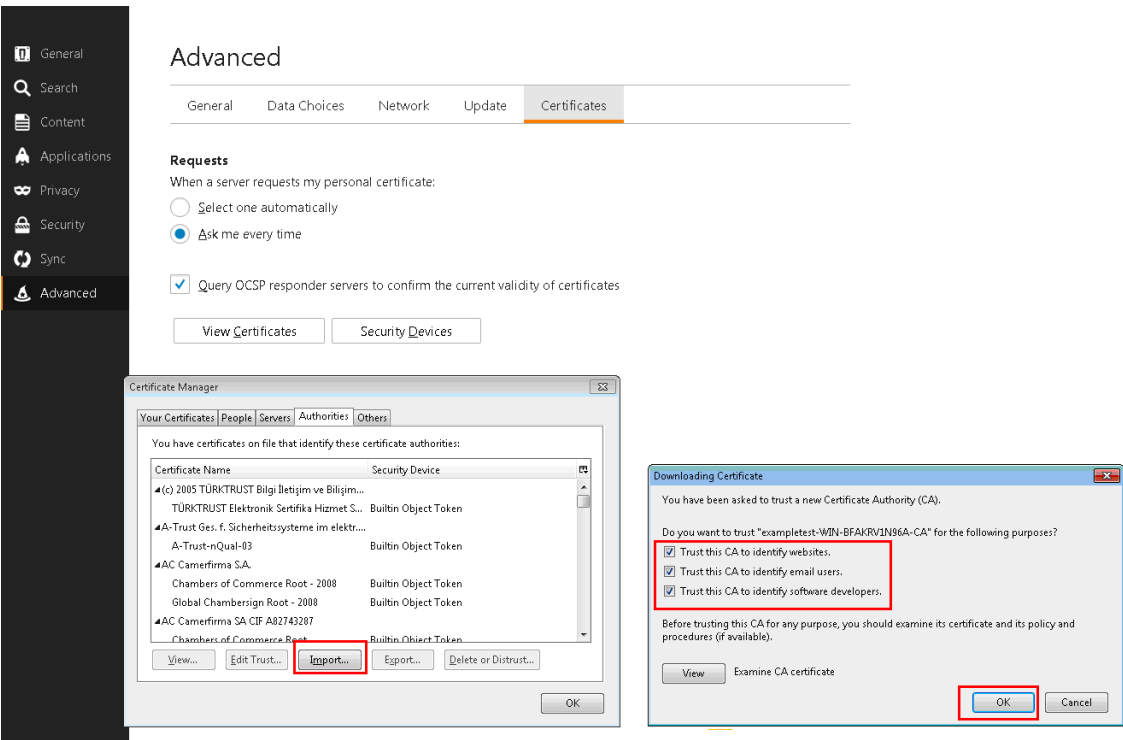 General
Search
Content
Applications
Privacy
Security
Sync
Advanced
Advanced
General Data Choices Network Update Certificates
Requests
When a server requests my personal certificate:
Select one automatically
Ask me every time
Query OCSP responder servers to confirm the current validity of certificates
View Certificates Security Devices
Certificate Manager
Your Certificates People Servers Authorities Others
You have certificates on file that identify these certificate authorities:
Certificate Name Security Device
(c) 2005 TÜRKTRUST Bilgi İletişim ve Bilişim...
TÜRKTRUST Elektronik Sertifika Hizmet S... Builtin Object Token
A-Trust Ges. f. Sicherheitssysteme im elektr....
A-Trust-nQual-03 Builtin Object Token
AC Camerfirma S.A.
Chambers of Commerce Root - 2008 Builtin Object Token
Global Chambersign Root - 2008 Builtin Object Token
AC Camerfirma SA CIF A82743287
Chambers of Commerce Root Builtin Object Token
View... Edit Trust... Import... Export... Delete or Distrust...
OK
Downloading Certificate
You have been asked to trust a new Certificate Authority (CA).
Do you want to trust "exampletest-WIN-BFAKRV1N96A-CA" for the following purposes?
Trust this CA to identify websites.
Trust this CA to identify email users.
Trust this CA to identify software developers.
Before trusting this CA for any purpose, you should examine its certificate and its policy and
procedures (if available).
View Examine CA certificate
OK Cancel